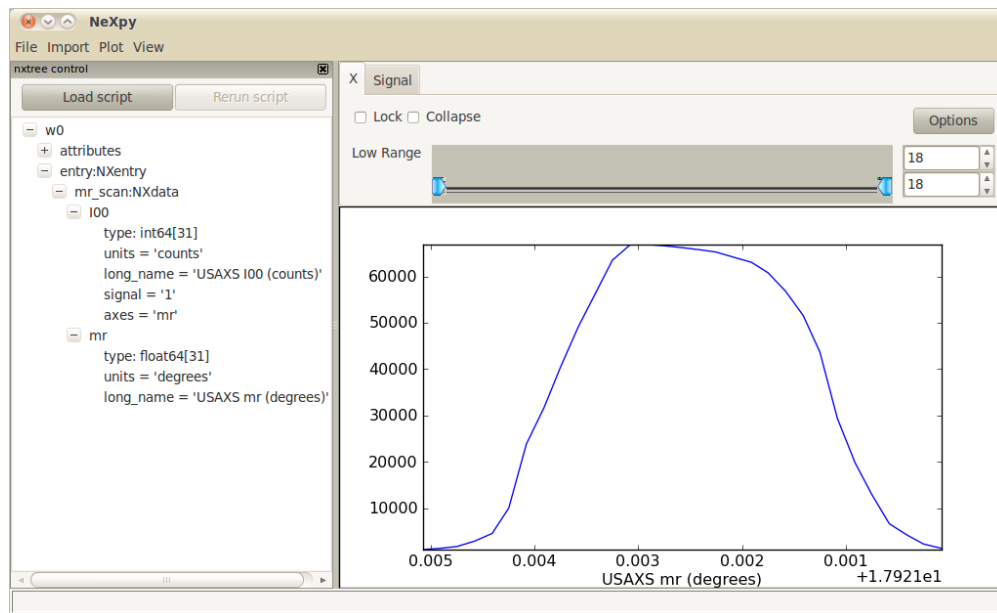 NeXpy
File Import Plot View
nxtree control
Load script Rerun script
w0
attributes
entry:NXentry
mr_scan:NXdata
I00
type: int64[31]
units = 'counts'
long_name = 'USAXS I00 (counts)'
signal = '1'
axes = 'mr'
mr
type: float64[31]
units = 'degrees'
long_name = 'USAXS mr (degrees)'
X Signal
Lock Collapse
Options
Low Range
18
18
60000
50000
40000
30000
20000
10000
0.005 0.004 0.003 0.002 0.001
USAXS mr (degrees)
+1.7921e1